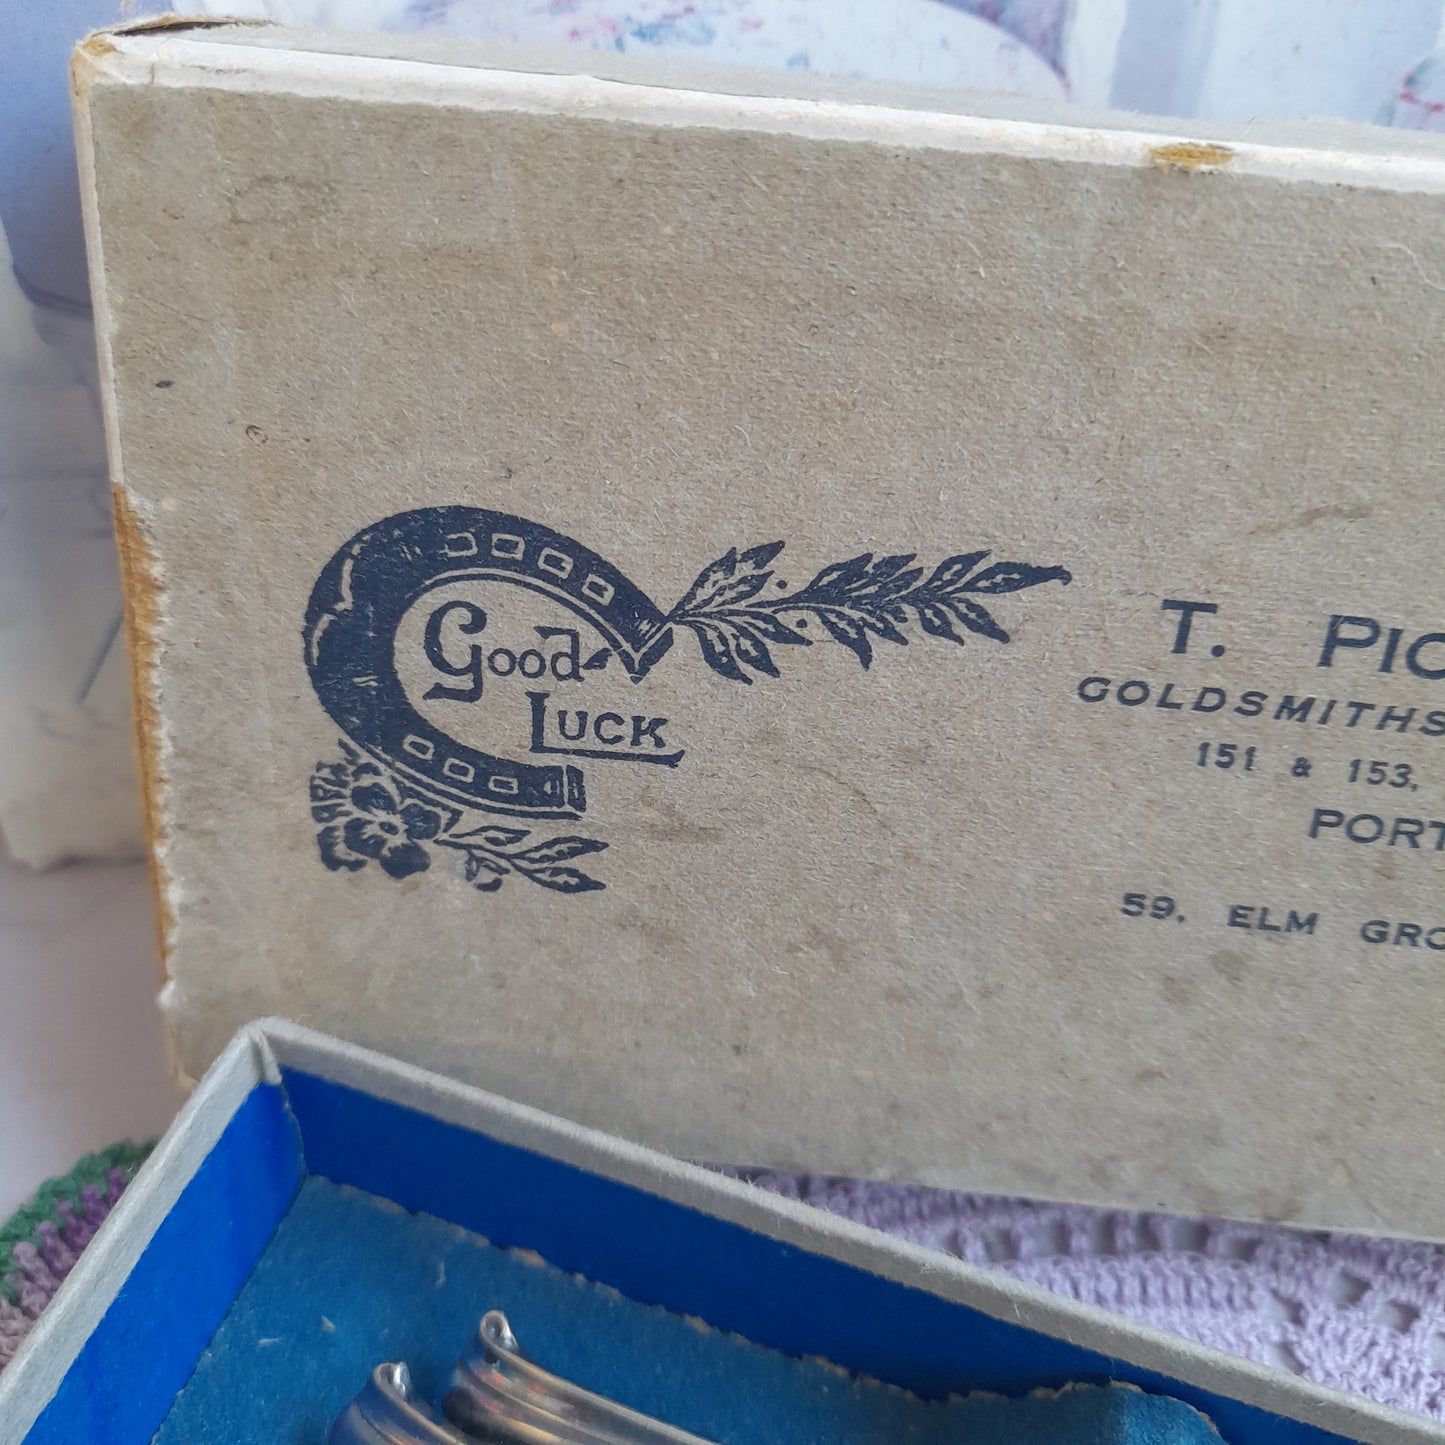 Good
Luck
T. PIC
GOLDSMITHS
151 & 153,
PORT
59, ELM GRO